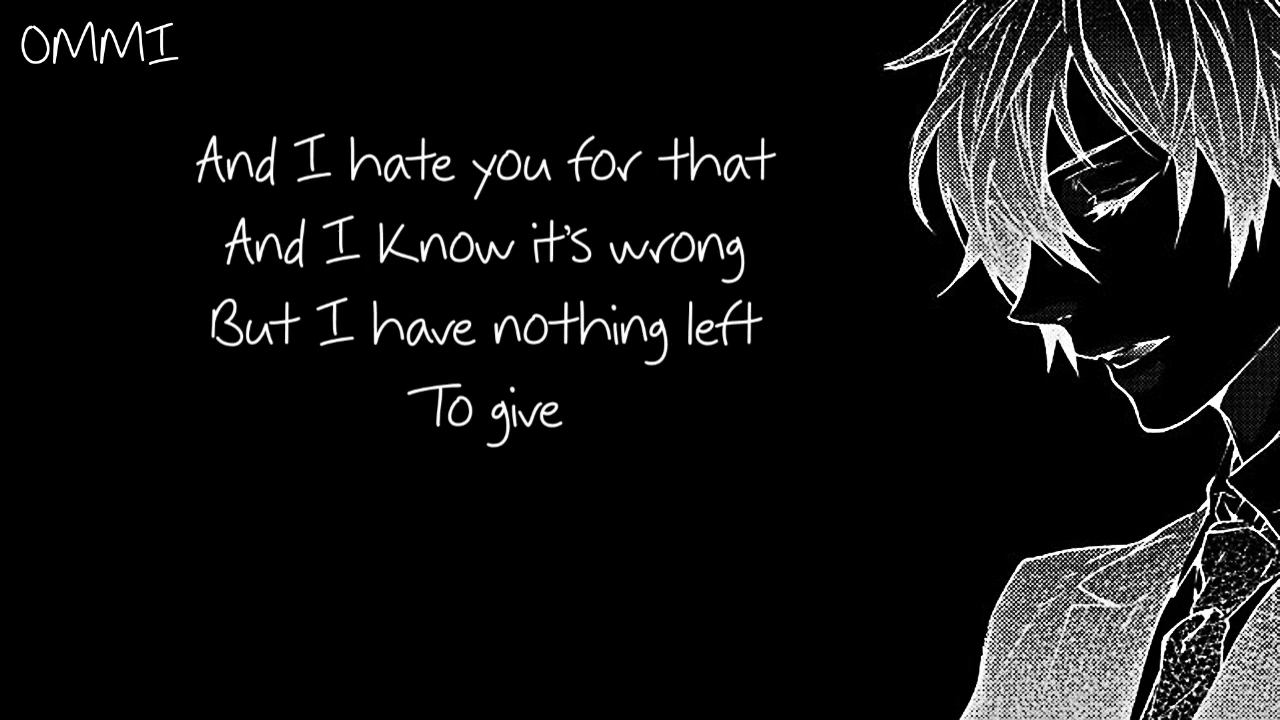 OMMI
And I hate you for that
And I Know it's wrong
But I have nothing left
To give